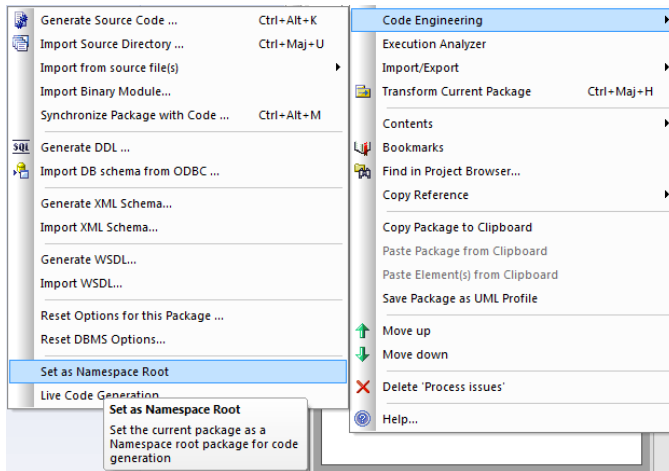 Generate Source Code ... Ctrl+Alt+K
Import Source Directory ... Ctrl+Maj+U
Import from source file(s)
Import Binary Module...
Synchronize Package with Code ... Ctrl+Alt+M
SQL Generate DDL ...
Import DB schema from ODBC ...
Generate XML Schema...
Import XML Schema...
Generate WSDL...
Import WSDL...
Reset Options for this Package ...
Reset DBMS Options...
Set as Namespace Root
Live Code Generation
Set as Namespace Root
Set the current package as a
Namespace root package for code
generation
Code Engineering
Execution Analyzer
Import/Export
Transform Current Package Ctrl+Maj+H
Contents
Bookmarks
Find in Project Browser...
Copy Reference
Copy Package to Clipboard
Paste Package from Clipboard
Paste Element(s) from Clipboard
Save Package as UML Profile
Move up
Move down
Delete 'Process issues'
Help...